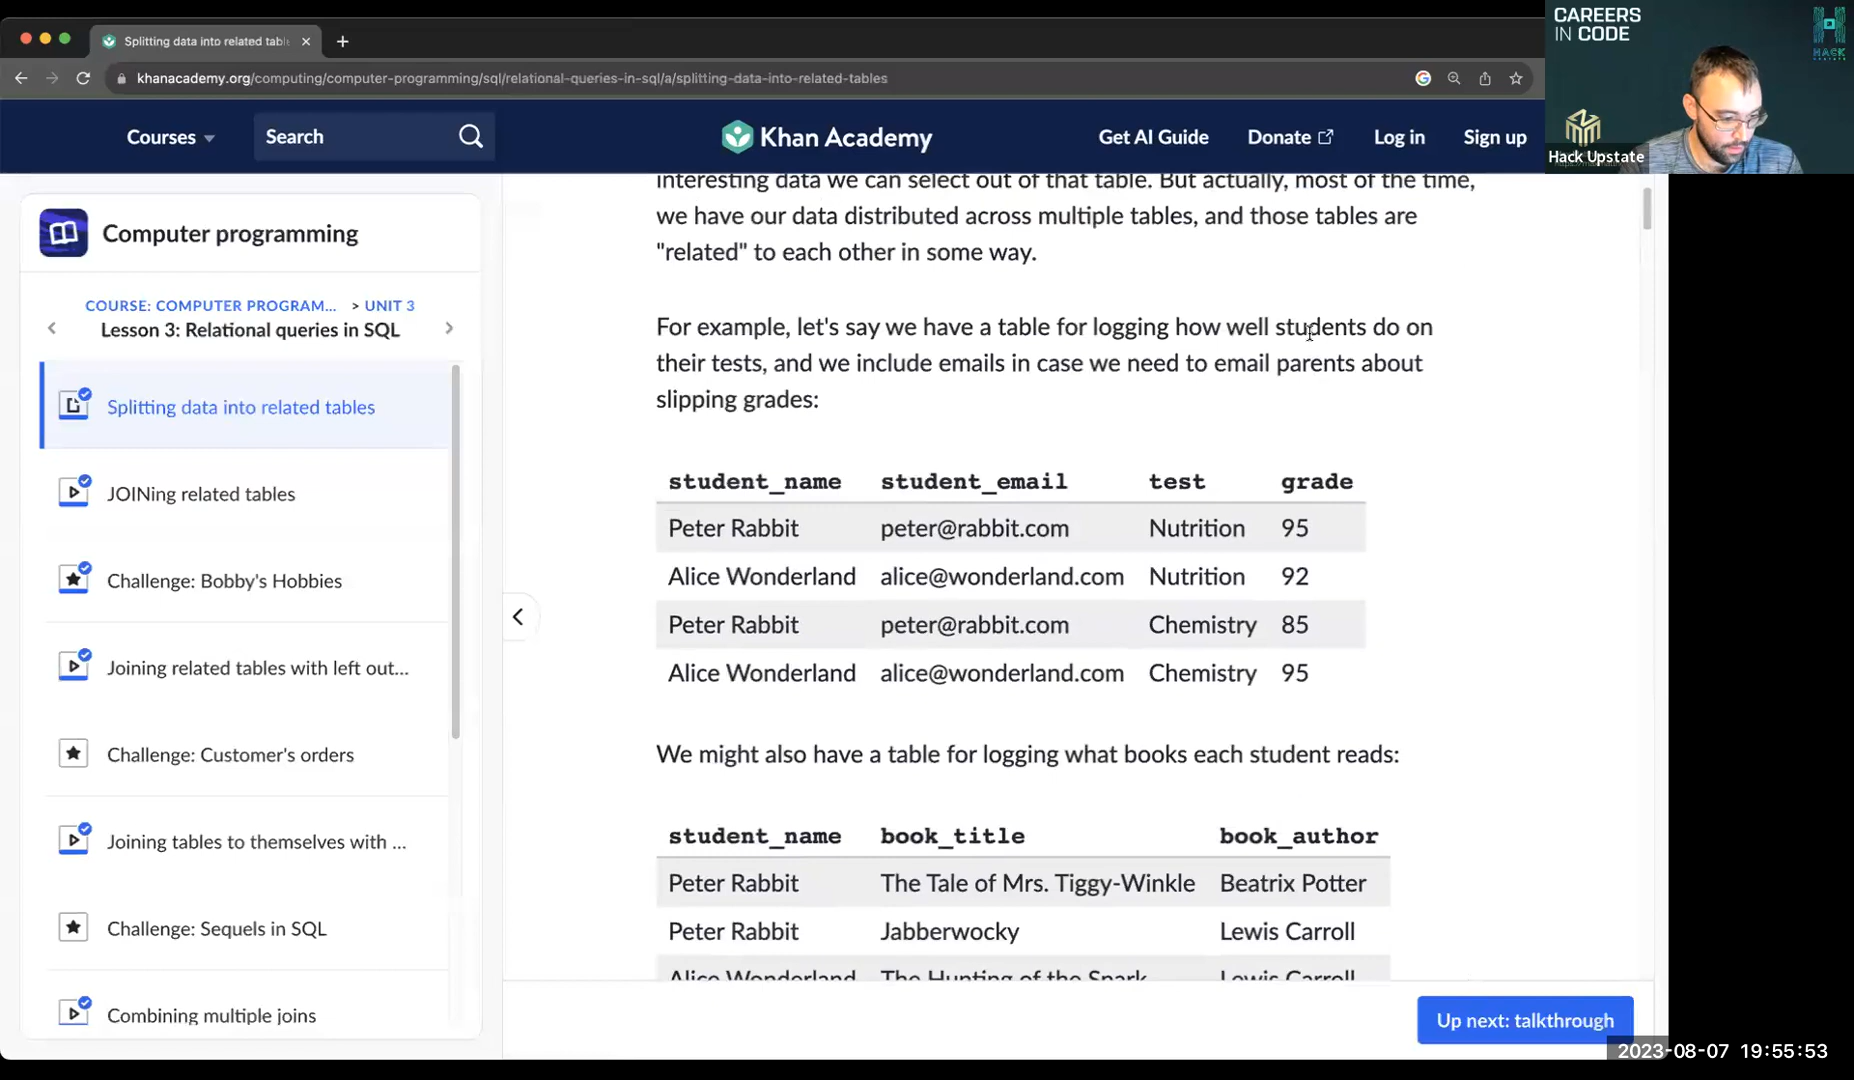 Splitting data into related tabl
khanacademy.org/computing/computer-programming/sql/relational-queries-in-sql/a/splitting-data-into-related-tables
CAREERS
IN CODE
HACK
Hack Upstate
Courses
Search
Khan Academy
Get AI Guide
Donate
Log in
Sign up
Computer programming
COURSE: COMPUTER PROGRAM... > UNIT 3
Lesson 3: Relational queries in SQL
Splitting data into related tables
JOINing related tables
Challenge: Bobby's Hobbies
Joining related tables with left out...
Challenge: Customer's orders
Joining tables to themselves with ...
Challenge: Sequels in SQL
Combining multiple joins
interesting data we can select out of that table. But actually, most of the time,
we have our data distributed across multiple tables, and those tables are
"related" to each other in some way.
For example, let's say we have a table for logging how well students do on
their tests, and we include emails in case we need to email parents about
slipping grades:
student_name student_email test grade
Peter Rabbit peter@rabbit.com Nutrition 95
Alice Wonderland alice@wonderland.com Nutrition 92
Peter Rabbit peter@rabbit.com Chemistry 85
Alice Wonderland alice@wonderland.com Chemistry 95
We might also have a table for logging what books each student reads:
student_name book_title book_author
Peter Rabbit The Tale of Mrs. Tiggy-Winkle Beatrix Potter
Peter Rabbit Jabberwocky Lewis Carroll
Alice Wonderland The Hunting of the Snark Lewis Carroll
Up next: talkthrough
2023-08-07 19:55:53